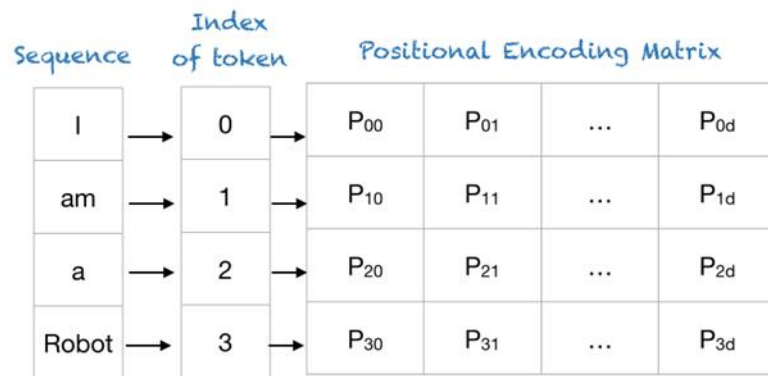 Sequence Index of token Positional Encoding Matrix
I 0 P₀₀ P₀₁ ... P₀d
am 1 P₁₀ P₁₁ ... P₁d
a 2 P₂₀ P₂₁ ... P₂d
Robot 3 P₃₀ P₃₁ ... P₃d